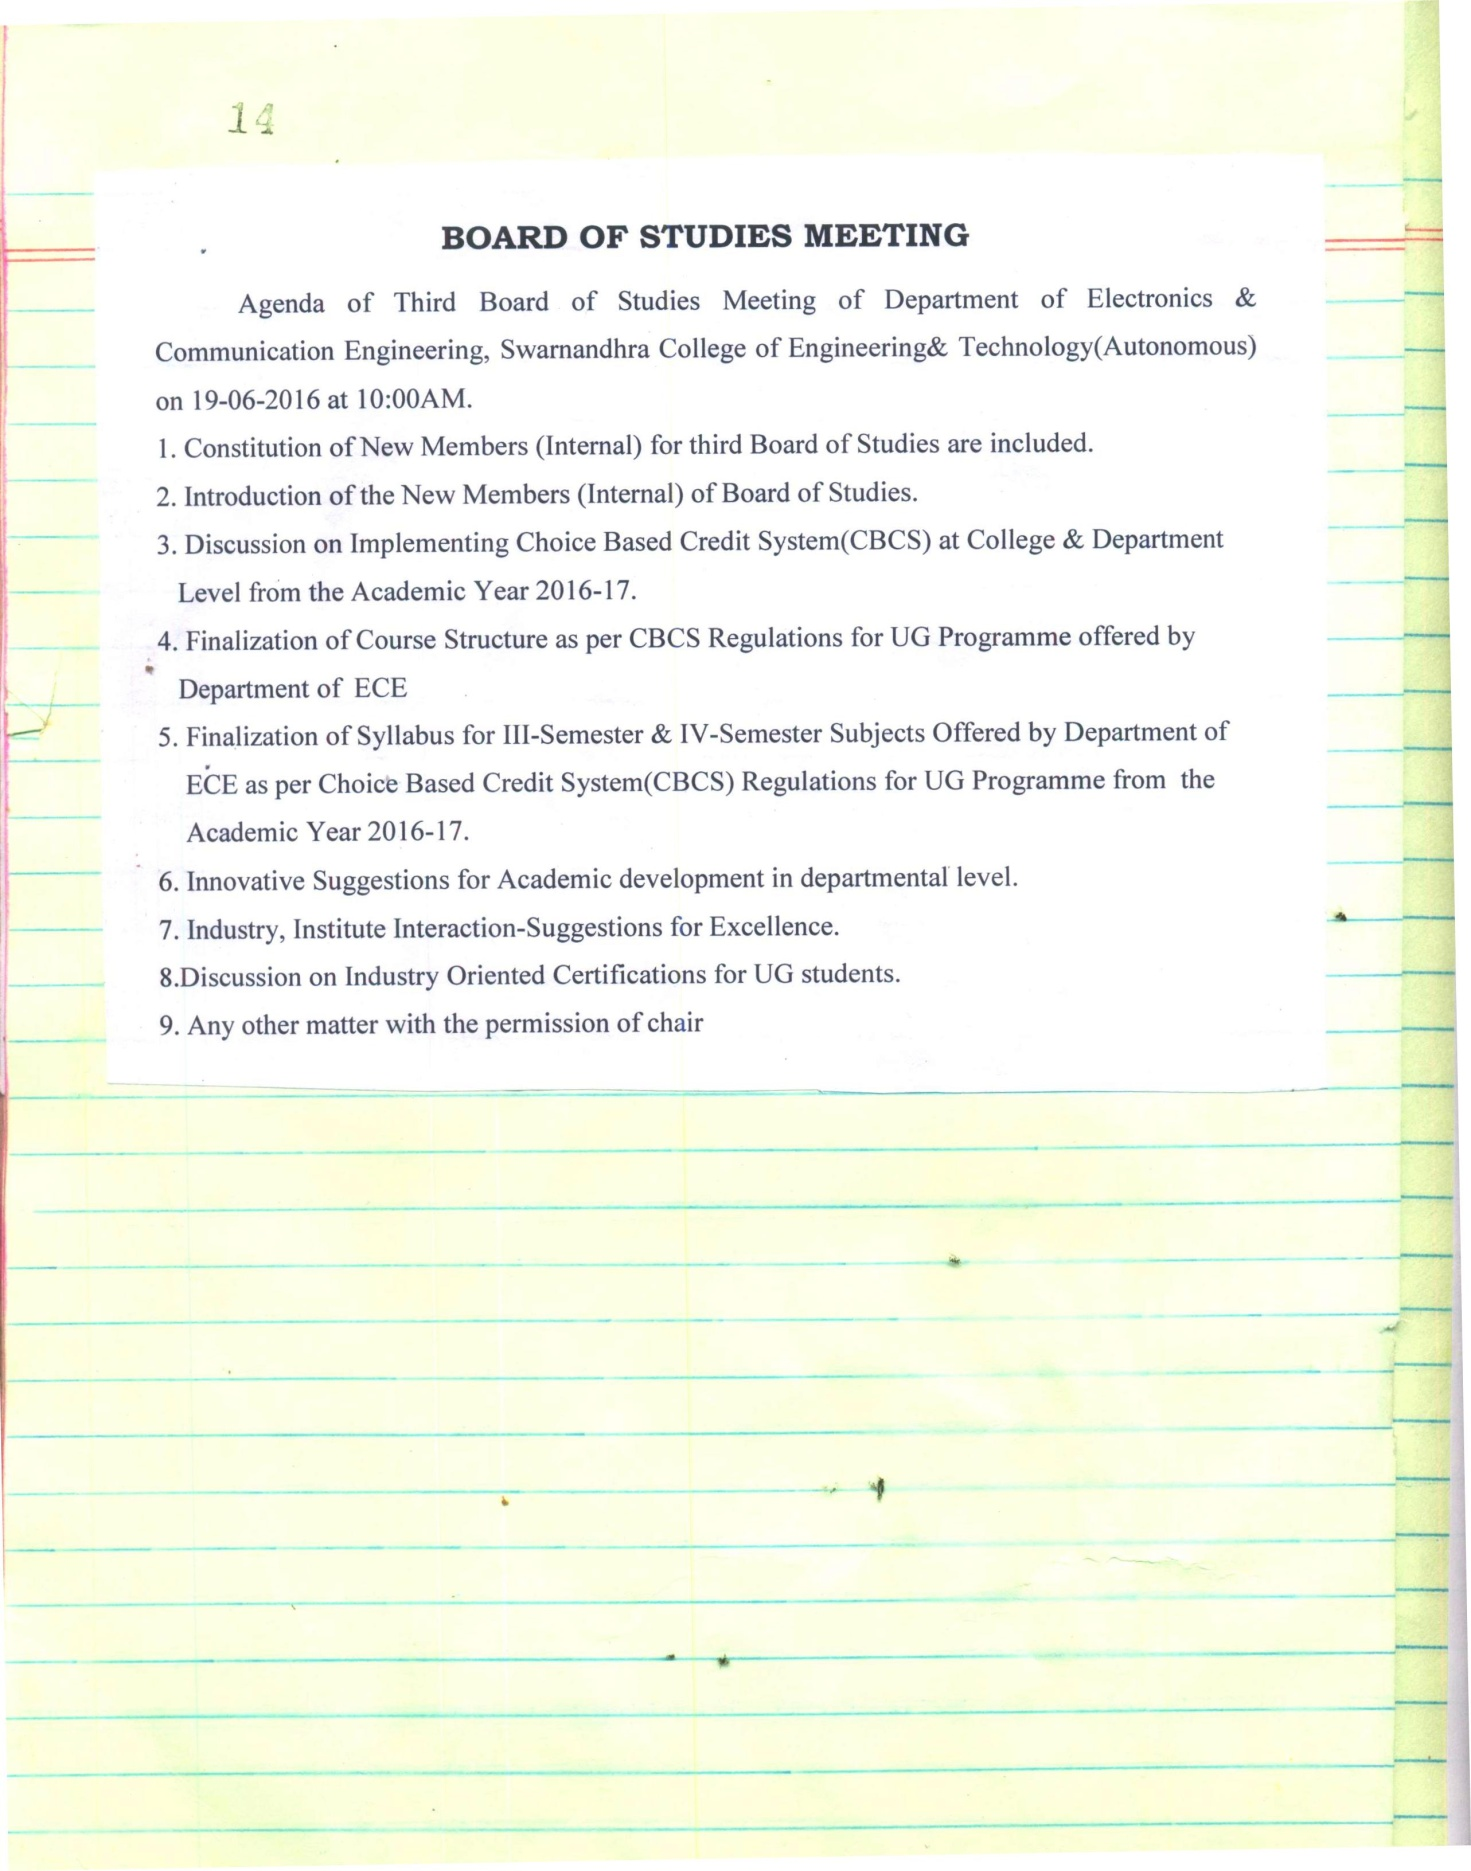 14
BOARD OF STUDIES MEETING
Agenda of Third Board of Studies Meeting of Department of Electronics &
Communication Engineering, Swarnandhra College of Engineering& Technology(Autonomous)
on 19-06-2016 at 10:00AM.
1. Constitution of New Members (Internal) for third Board of Studies are included.
2. Introduction of the New Members (Internal) of Board of Studies.
3. Discussion on Implementing Choice Based Credit System(CBCS) at College & Department
Level from the Academic Year 2016-17.
4. Finalization of Course Structure as per CBCS Regulations for UG Programme offered by
Department of ECE
5. Finalization of Syllabus for III-Semester & IV-Semester Subjects Offered by Department of
ECE as per Choice Based Credit System(CBCS) Regulations for UG Programme from the
Academic Year 2016-17.
6. Innovative Suggestions for Academic development in departmental level.
7. Industry, Institute Interaction-Suggestions for Excellence.
8.Discussion on Industry Oriented Certifications for UG students.
9. Any other matter with the permission of chair